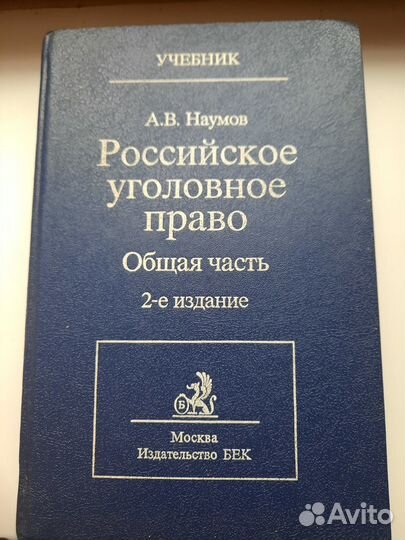 УЧЕБНИК
А.В. Наумов
Российское
уголовное
право
Общая часть
2-е издание
Б
Москва
Издательство БЕК
Avito